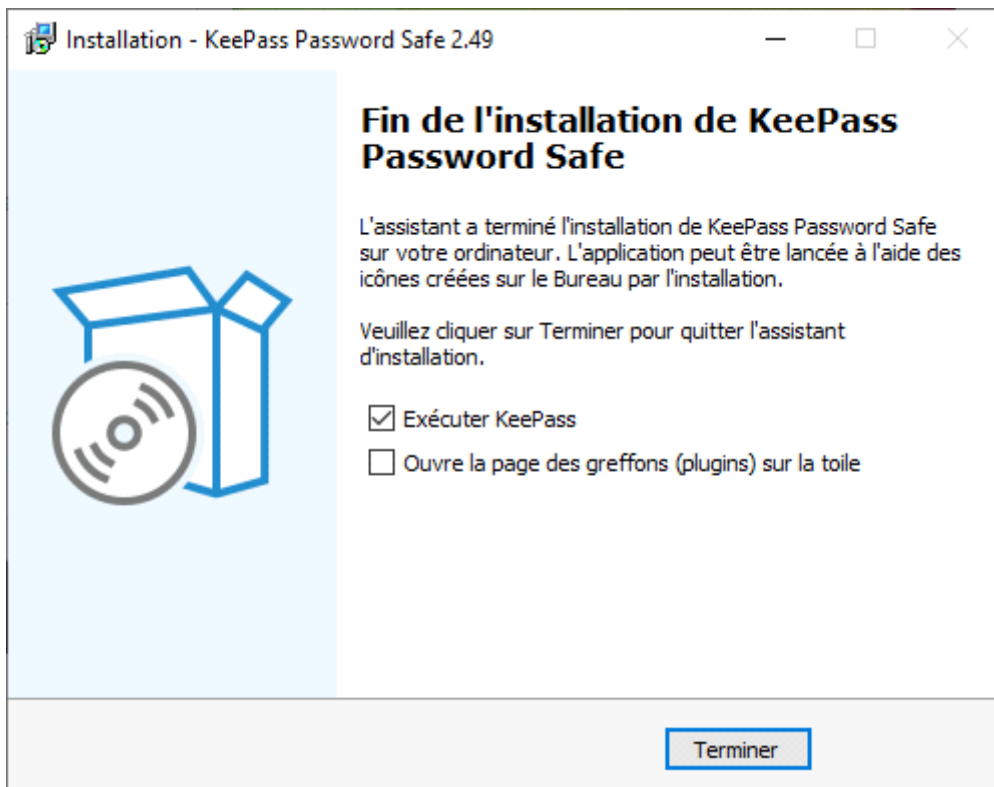 Installation - KeePass Password Safe 2.49
Fin de l'installation de KeePass
Password Safe
L'assistant a terminé l'installation de KeePass Password Safe
sur votre ordinateur. L'application peut être lancée à l'aide des
icônes créées sur le Bureau par l'installation.
Veuillez cliquer sur Terminer pour quitter l'assistant
d'installation.
Exécuter KeePass
Ouvre la page des greffons (plugins) sur la toile
Terminer